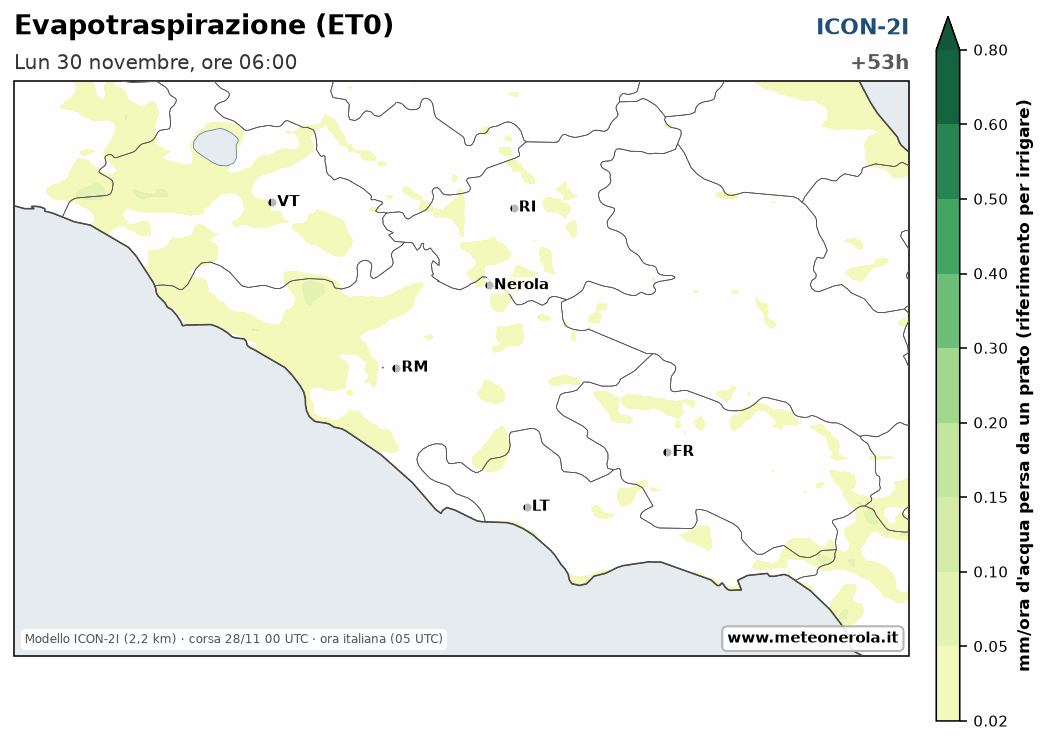 Evapotraspirazione (ET0)
ICON-2I
Lun 30 novembre, ore 06:00
+53h
VT
RI
Nerola
RM
FR
LT
Modello ICON-2I (2,2 km) · corsa 28/11 00 UTC · ora italiana (05 UTC)
www.meteonerola.it
0.80
0.60
0.50
0.40
0.30
0.20
0.15
0.10
0.05
0.02
mm/ora d'acqua persa da un prato (riferimento per irrigare)